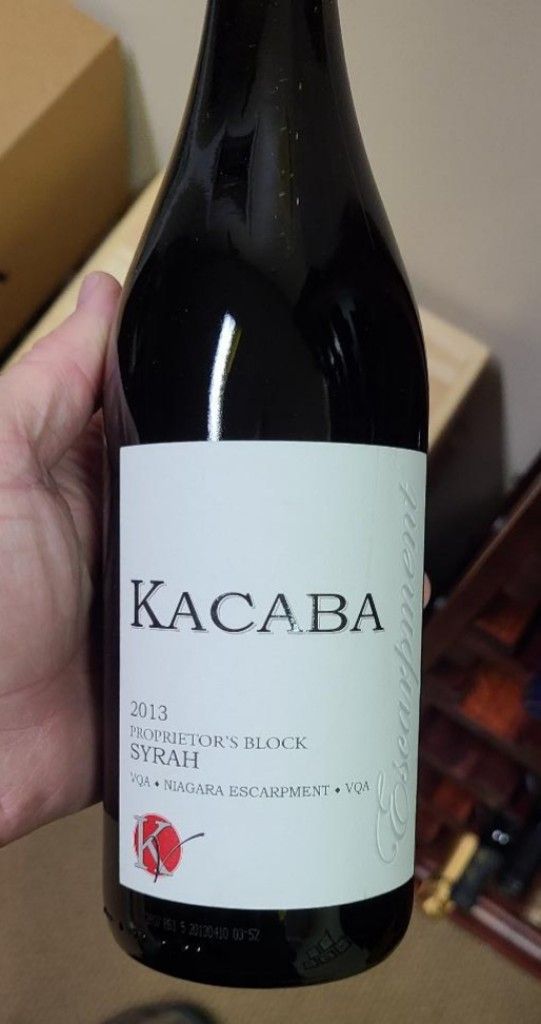 KACABA
2013
PROPRIETOR'S BLOCK
SYRAH
VQA ♦ NIAGARA ESCARPMENT ♦ VQA
Escarpment
K